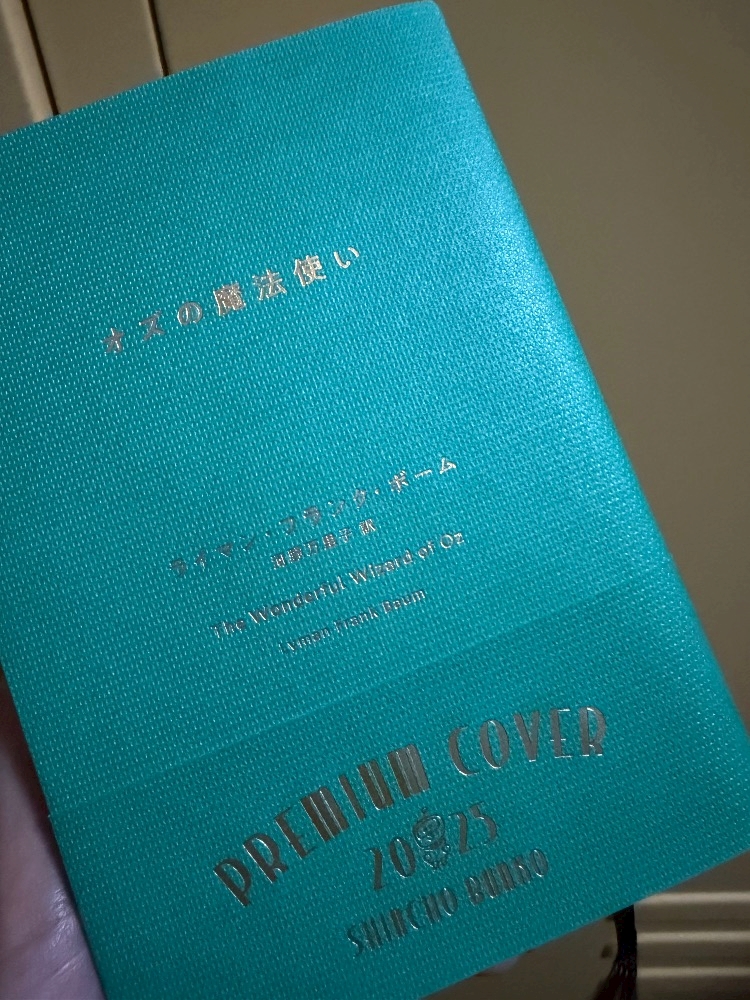 オズの魔法使い
ライマン・フランク・ボーム
河野万里子 訳
The Wonderful Wizard of Oz
Lyman Frank Baum
PREMIUM COVER
2025
SHINCHO BUNKO